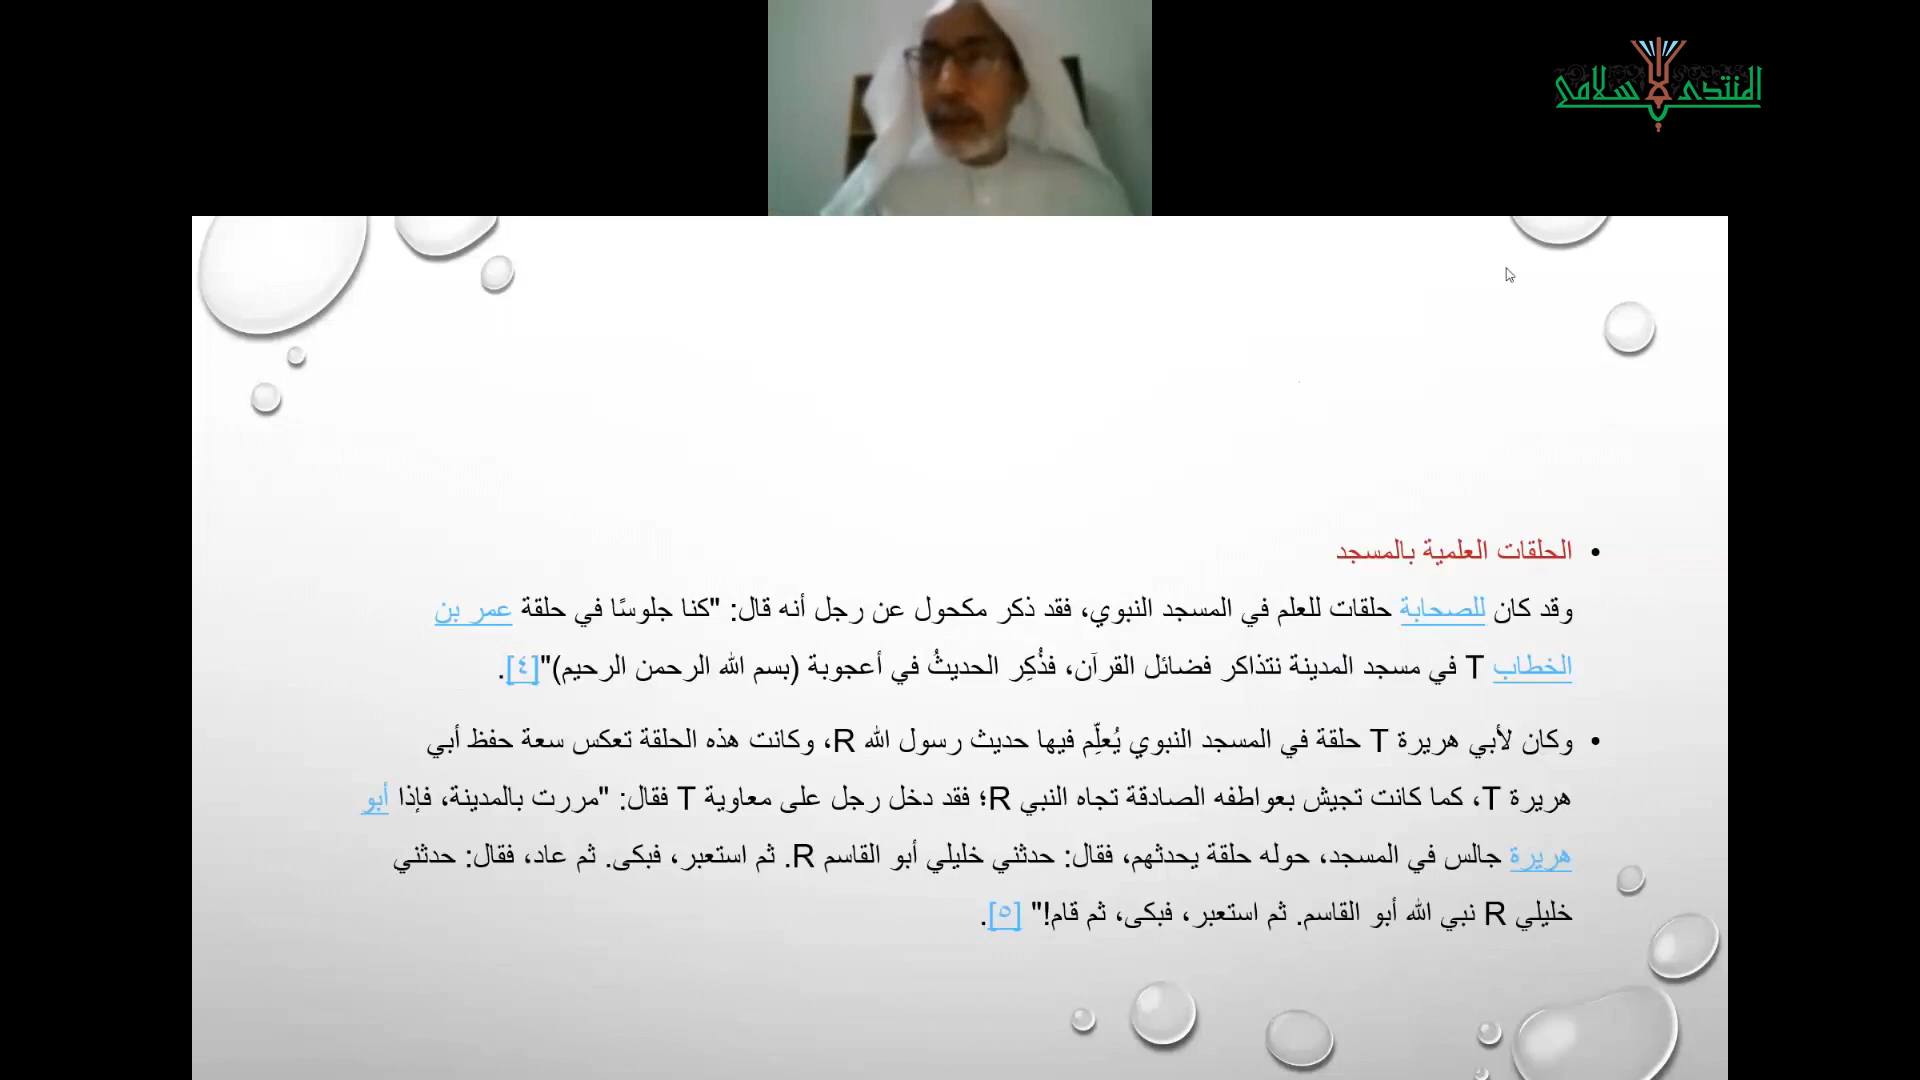 المنتدى الإسلامي
• الحلقات العلمية بالمسجد
وقد كان للصحابة حلقات للعلم في المسجد النبوي، فقد ذكر مكحول عن رجل أنه قال: "كنا جلوسًا في حلقة عمر بن
الخطاب T في مسجد المدينة نتذاكر فضائل القرآن، فذُكِر الحديثُ في أعجوبة (بسم الله الرحمن الرحيم)"[٤].
• وكان لأبي هريرة T حلقة في المسجد النبوي يُعلِّم فيها حديث رسول الله R، وكانت هذه الحلقة تعكس سعة حفظ أبي
هريرة T، كما كانت تجيش بعواطفه الصادقة تجاه النبي R؛ فقد دخل رجل على معاوية T فقال: "مررت بالمدينة، فإذا أبو
هريرة جالس في المسجد، حوله حلقة يحدثهم، فقال: حدثني خليلي أبو القاسم R. ثم استعبر، فبكى. ثم عاد، فقال: حدثني
خليلي R نبي الله أبو القاسم. ثم استعبر، فبكى، ثم قام!" [٥].